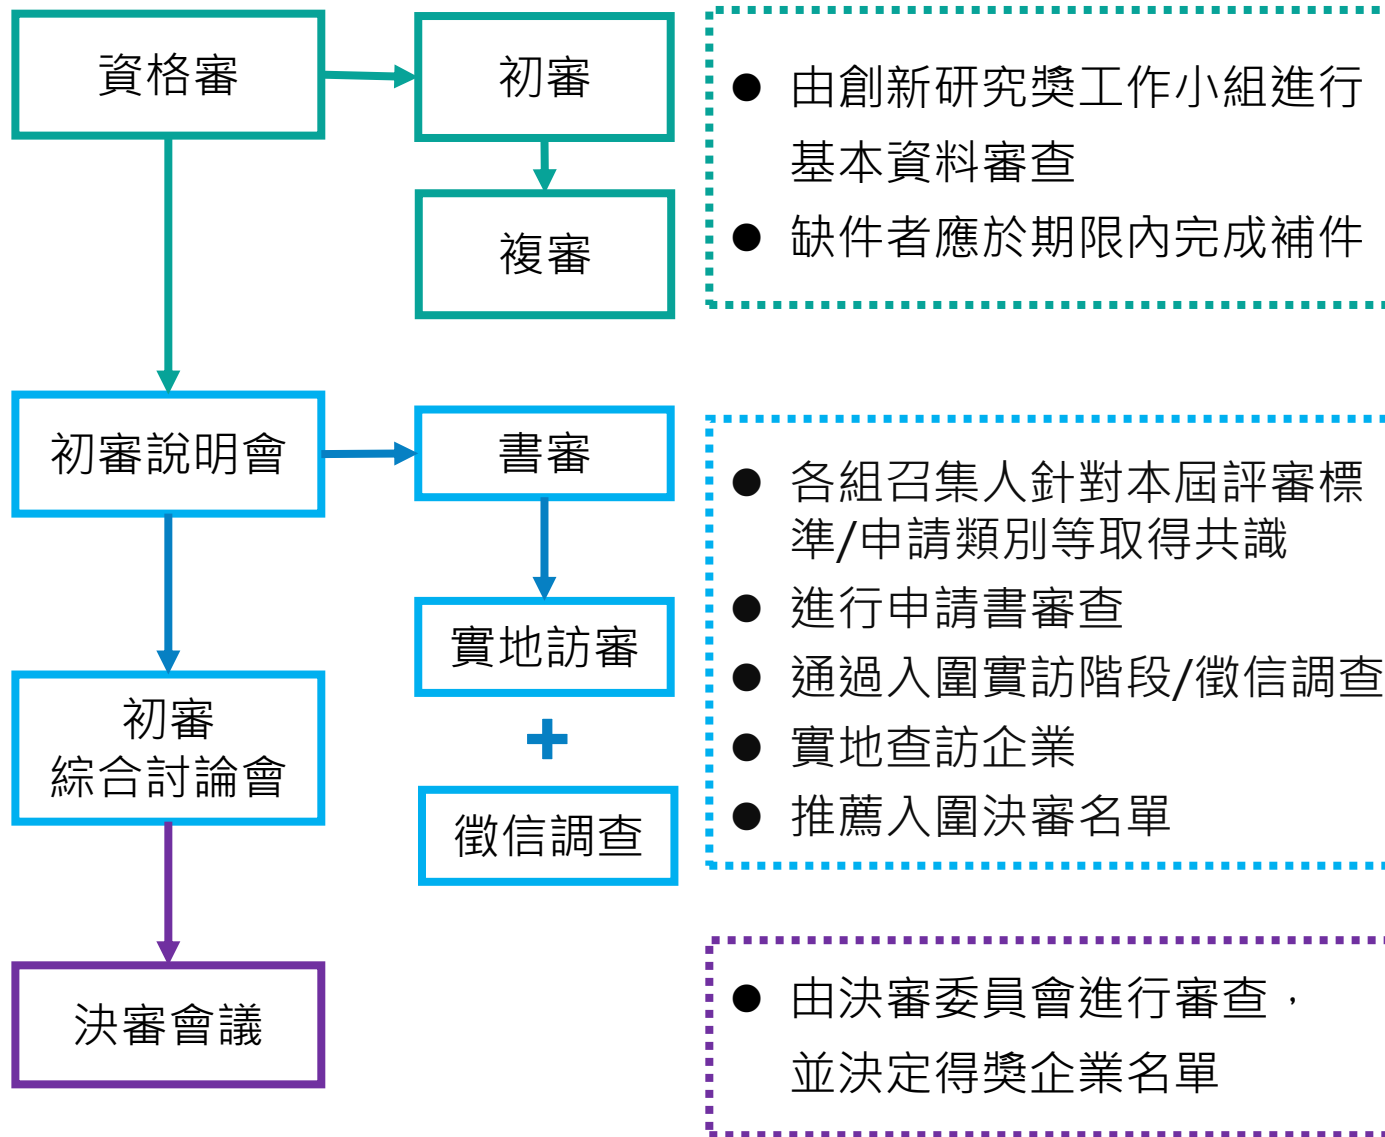 資格審
初審
複審
● 由創新研究獎工作小組進行
基本資料審查
● 缺件者應於期限內完成補件
初審說明會
書審
實地訪審
+
徵信調查
初審
綜合討論會
● 各組召集人針對本屆評審標
準/申請類別等取得共識
● 進行申請書審查
● 通過入圍實訪階段/徵信調查
● 實地查訪企業
● 推薦入圍決審名單
決審會議
● 由決審委員會進行審查，
並決定得獎企業名單